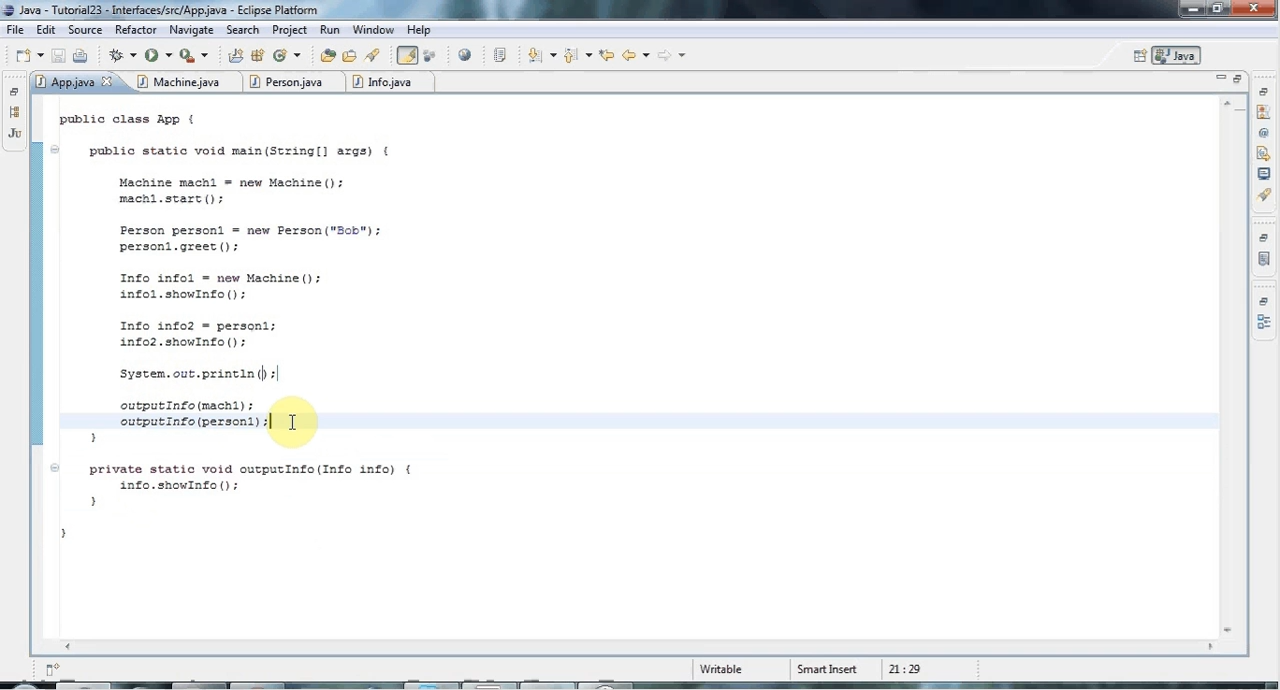 Java - Tutorial23 - Interfaces/src/App.java - Eclipse Platform
File Edit Source Refactor Navigate Search Project Run Window Help
Java
App.java Machine.java Person.java Info.java
public class App {
public static void main(String[] args) {
Machine mach1 = new Machine();
mach1.start();
Person person1 = new Person("Bob");
person1.greet();
Info info1 = new Machine();
info1.showInfo();
Info info2 = person1;
info2.showInfo();
System.out.println();
outputInfo(mach1);
outputInfo(person1);
}
private static void outputInfo(Info info) {
info.showInfo();
}
}
Writable Smart Insert 21 : 29